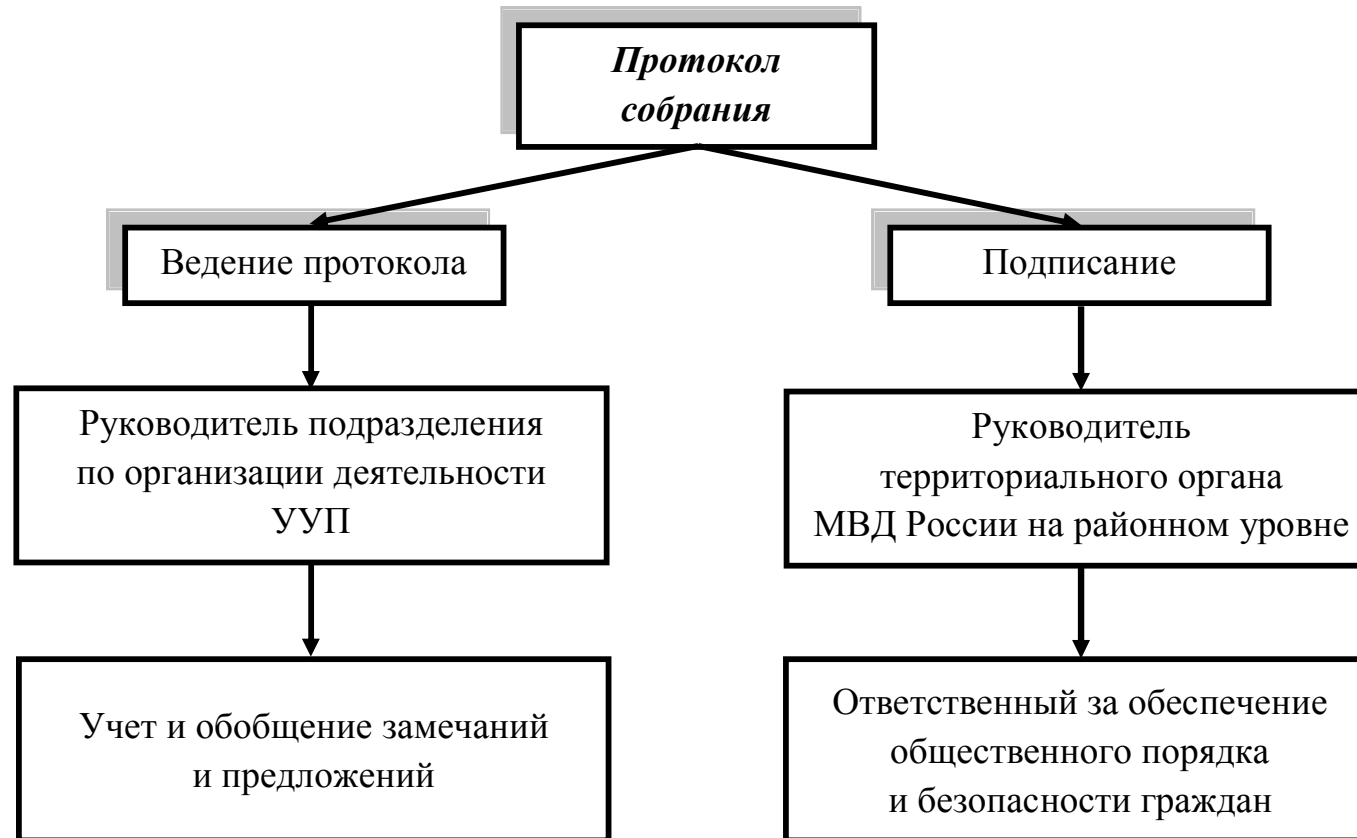 Протокол
собрания
Ведение протокола
Подписание
Руководитель подразделения
по организации деятельности
УУП
Руководитель
территориального органа
МВД России на районном уровне
Учет и обобщение замечаний
и предложений
Ответственный за обеспечение
общественного порядка
и безопасности граждан